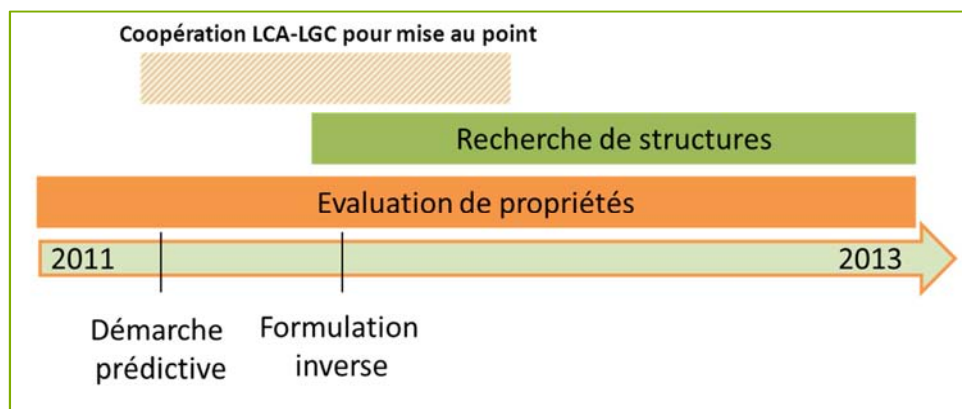 Coopération LCA-LGC pour mise au point
Recherche de structures
Evaluation de propriétés
2011
2013
Démarche
prédictive
Formulation
inverse